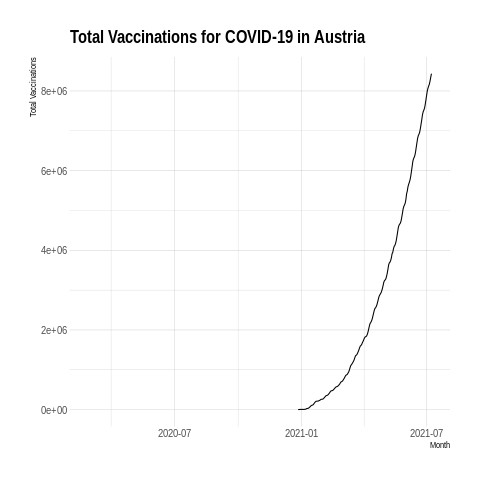 Total Vaccinations for COVID-19 in Austria
Total Vaccinations
8e+06
6e+06
4e+06
2e+06
0e+00
2020-07 2021-01 2021-07
Month